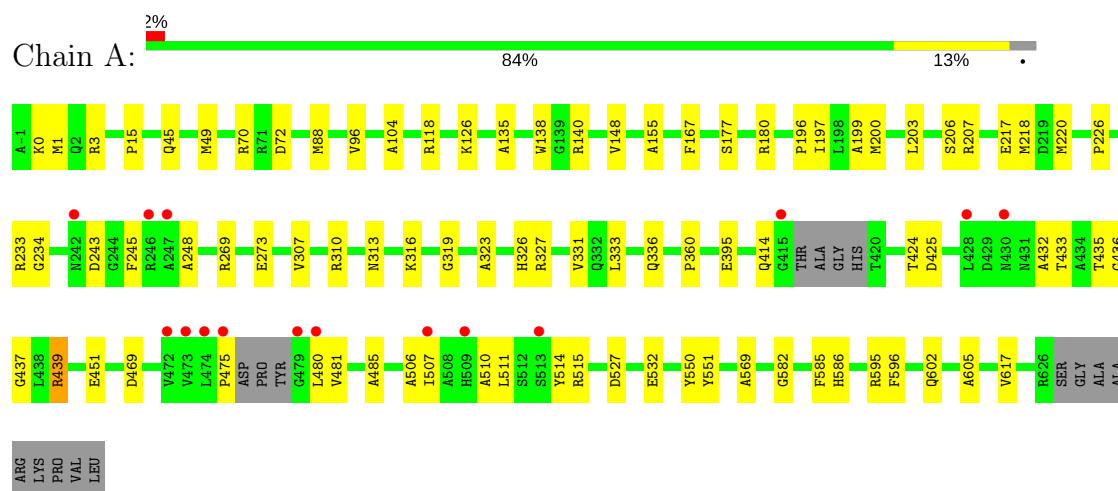 2%
Chain A:
84% 13% •
A-1 K0 M1 Q2 R3 P15 Q45 M49 R70 R71 D72 M88 V96 A104 R118 K126 A135 W138 G139 R140 V148 A155 F167 S177 R180 P196 I197 L198 A199 M200 L203 S206 R207 E217 M218 D219 M220 P226
R233 G234 N242 D243 G244 F245 R246 A247 A248 R269 E273 V307 R310 N313 K316 G319 A323 H326 R327 V331 Q332 L333 Q336 P360 E395 Q414 G415 THR ALA GLY HIS T420 T424 D425 L428 D429 N430 N431 A432 T433 A434 T435
G437 L438 R439 E451 D469 V472 V473 L474 P475 ASP PRO TYR G479 L480 V481 A485 A506 I507 A508 H509 A510 L511 S512 S513 Y514 R515 D527 E532 Y550 Y551 A569 G582 F585 H586 R595 F596 Q602 A605 V617 R626 SER GLY ALA ALA
ARG LYS PRO VAL LEU